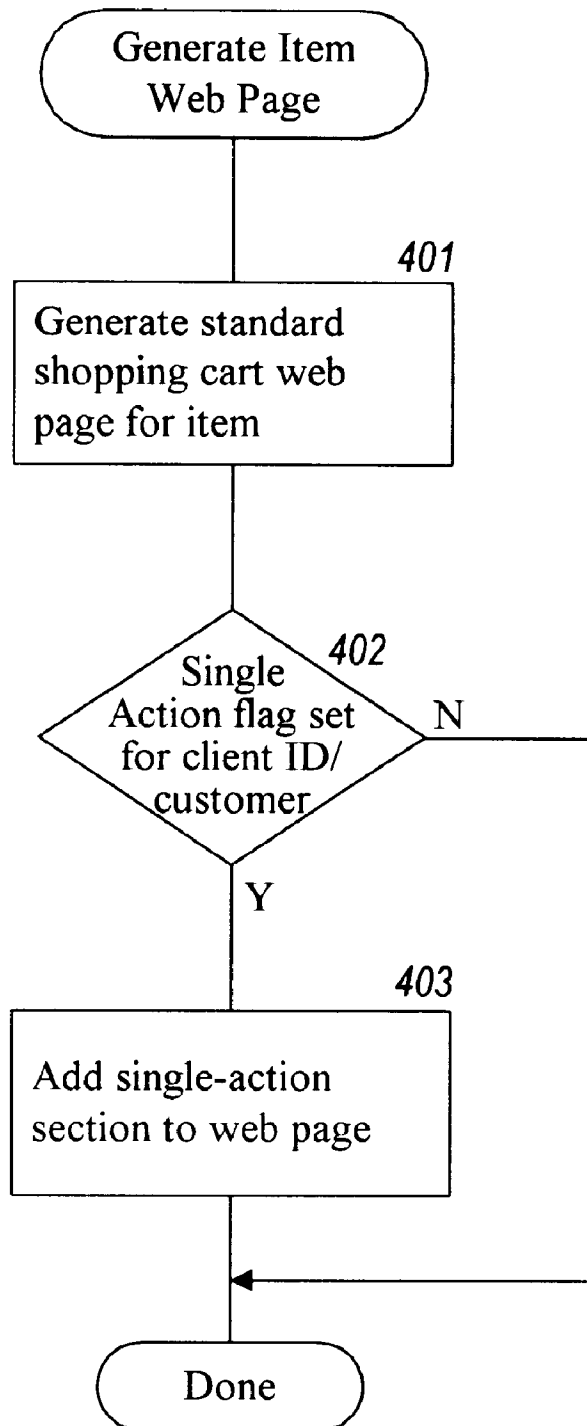 Generate Item
Web Page
401
Generate standard
shopping cart web
page for item
402
Single
Action flag set
for client ID/
customer
N
Y
403
Add single-action
section to web page
Done